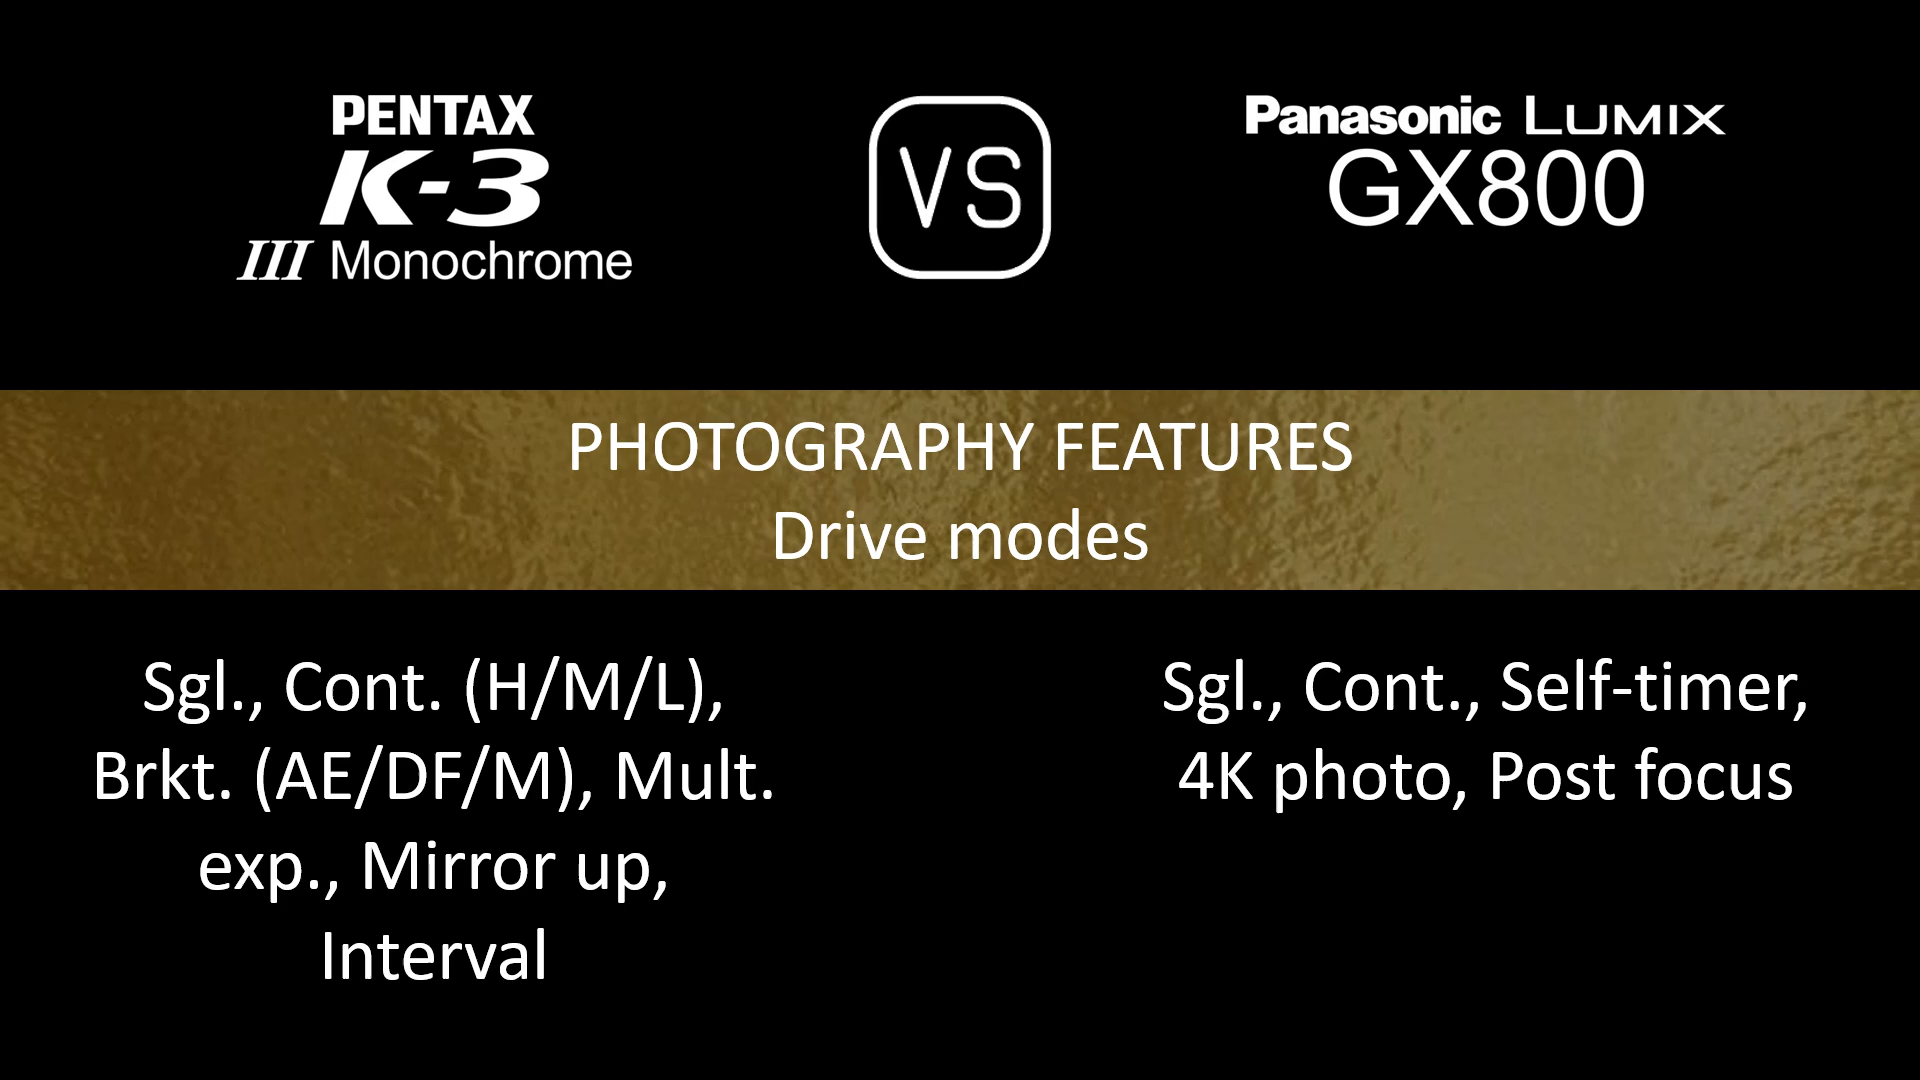 PENTAX
K-3
III Monochrome
VS
Panasonic LUMIX
GX800
PHOTOGRAPHY FEATURES
Drive modes
Sgl., Cont. (H/M/L),
Brkt. (AE/DF/M), Mult.
exp., Mirror up,
Interval
Sgl., Cont., Self-timer,
4K photo, Post focus